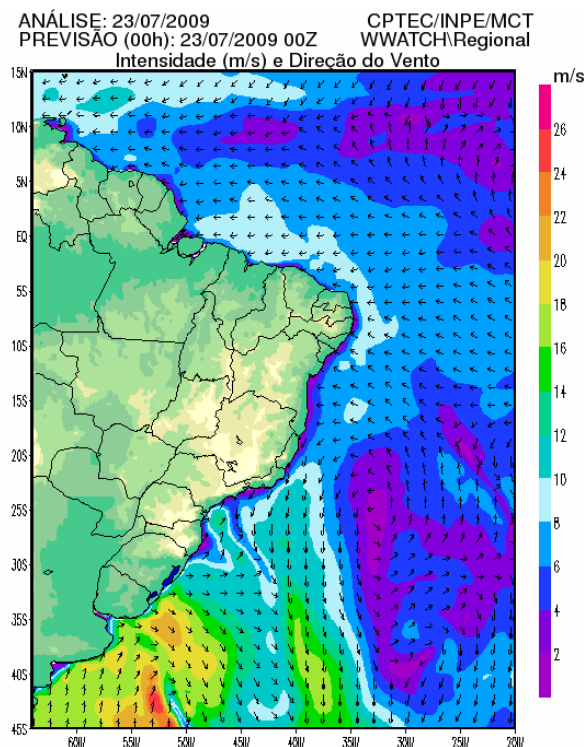 ANÁLISE: 23/07/2009 CPTEC/INPE/MCT
PREVISÃO (00h): 23/07/2009 00Z WWATCH\Regional
Intensidade (m/s) e Direção do Vento
m/s
15N
10N
5N
EQ
5S
10S
15S
20S
25S
30S
35S
40S
45S
60W 55W 50W 45W 40W 35W 30W 25W 20W
26
24
22
20
18
16
14
12
10
8
6
4
2